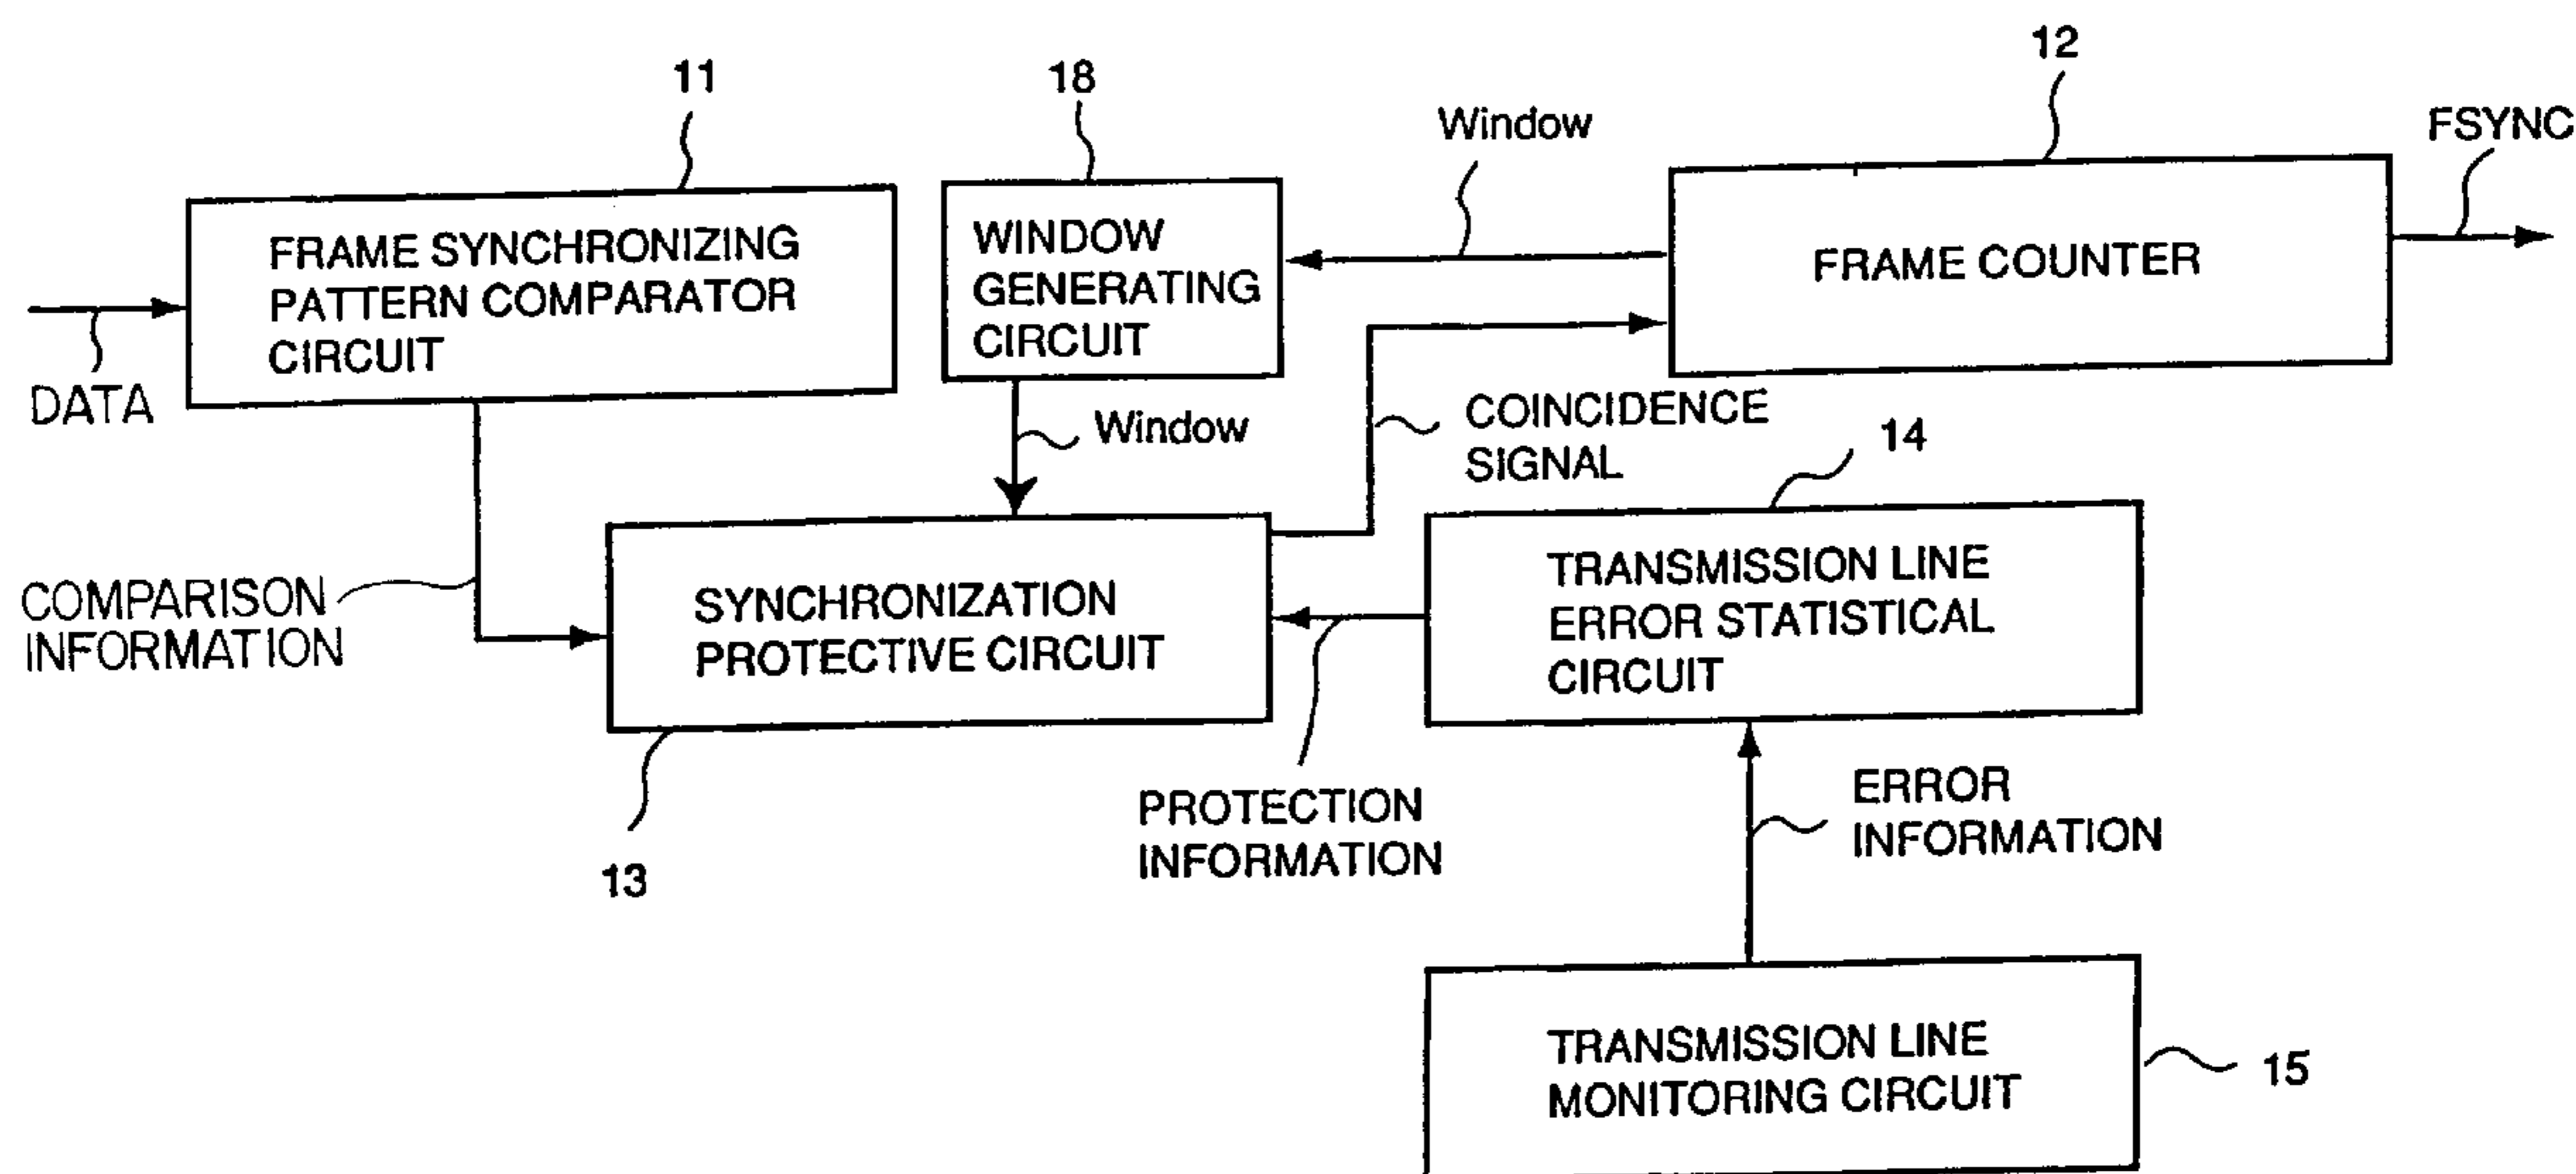 11
18
12
Window
FSYNC
FRAME SYNCHRONIZING
PATTERN COMPARATOR
CIRCUIT
WINDOW
GENERATING
CIRCUIT
FRAME COUNTER
DATA
Window
COINCIDENCE
SIGNAL
14
COMPARISON
INFORMATION
SYNCHRONIZATION
PROTECTIVE CIRCUIT
TRANSMISSION LINE
ERROR STATISTICAL
CIRCUIT
PROTECTION
INFORMATION
ERROR
INFORMATION
13
TRANSMISSION LINE
MONITORING CIRCUIT
15